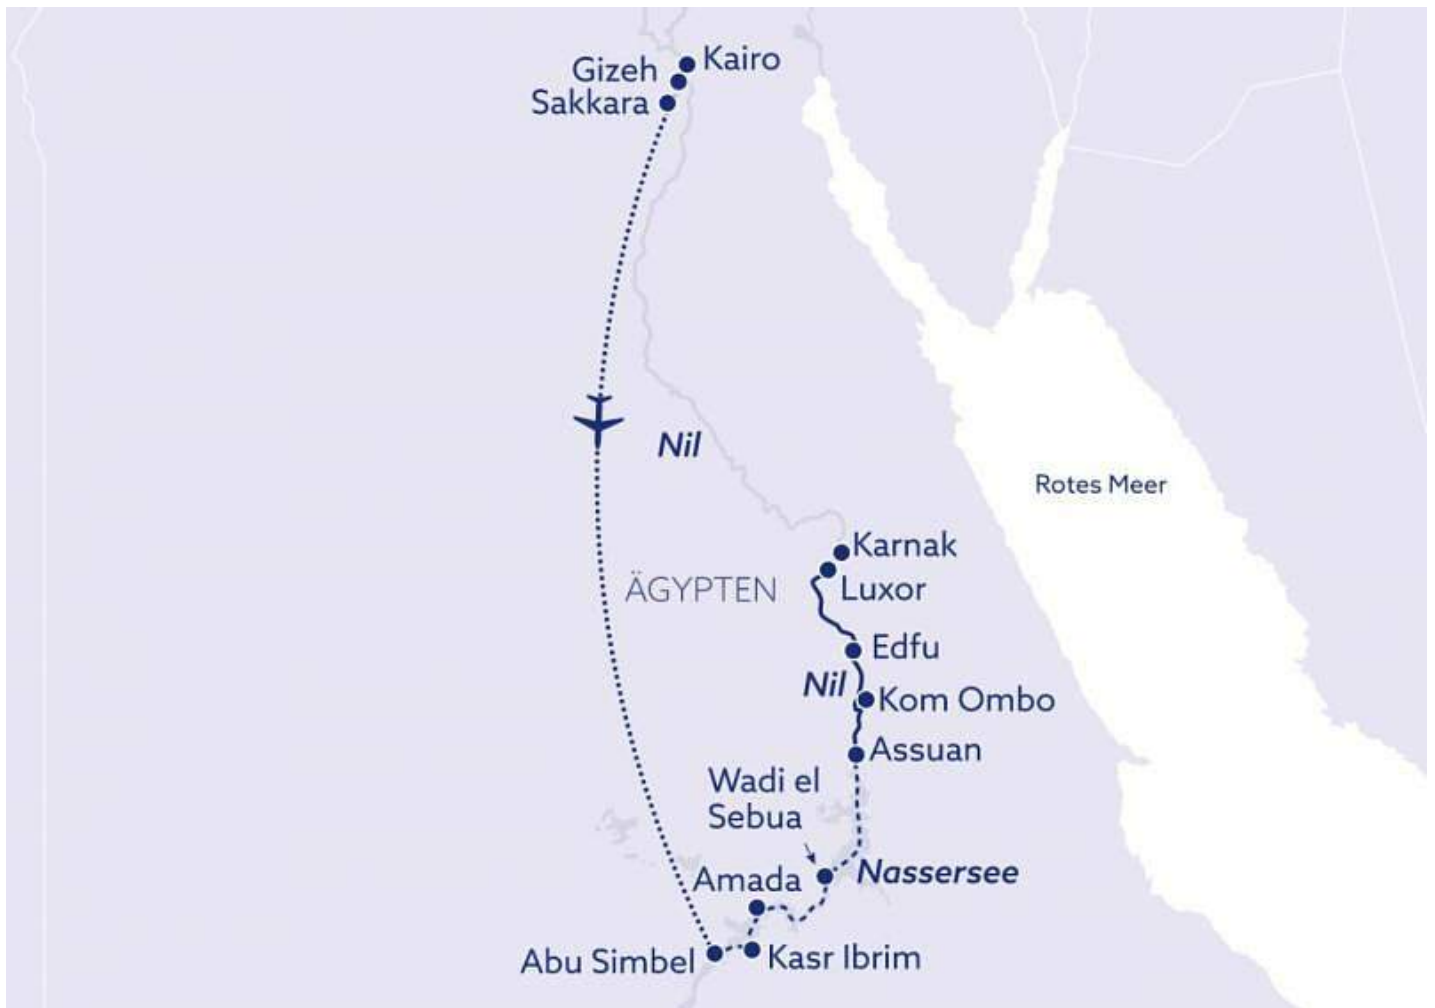 Kairo
Gizeh
Sakkara
Nil
Rotes Meer
Karnak
ÄGYPTEN
Luxor
Edfu
Nil
Kom Ombo
Assuan
Wadi el
Sebua
Nassersee
Amada
Abu Simbel
Kasr Ibrim